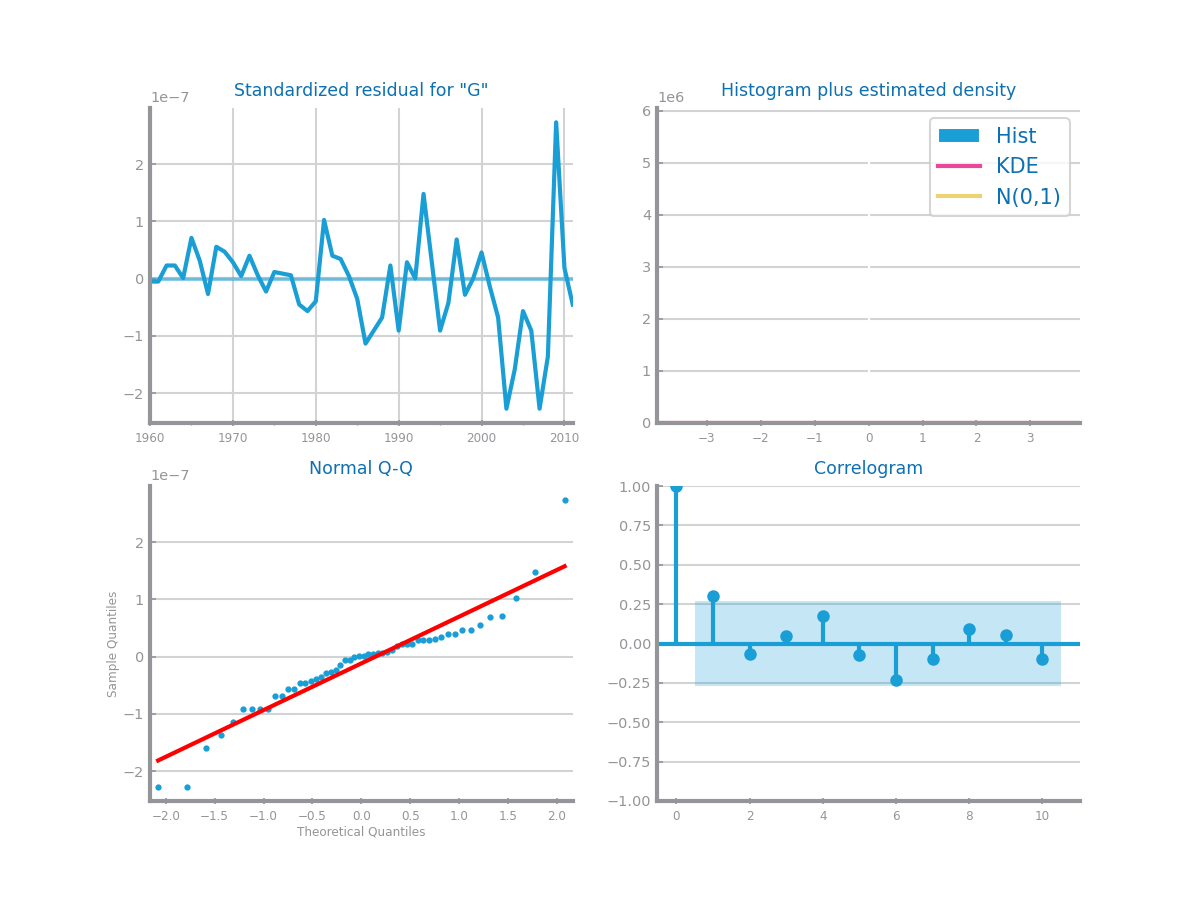 Standardized residual for "G"
1e−7
2
1
0
−1
−2
1960 1970 1980 1990 2000 2010
Histogram plus estimated density
1e6
6
5
4
3
2
1
0
−3 −2 −1 0 1 2 3
Hist
KDE
N(0,1)
Normal Q-Q
1e−7
2
1
0
−1
−2
Sample Quantiles
−2.0 −1.5 −1.0 −0.5 0.0 0.5 1.0 1.5 2.0
Theoretical Quantiles
Correlogram
1.00
0.75
0.50
0.25
0.00
−0.25
−0.50
−0.75
−1.00
0 2 4 6 8 10